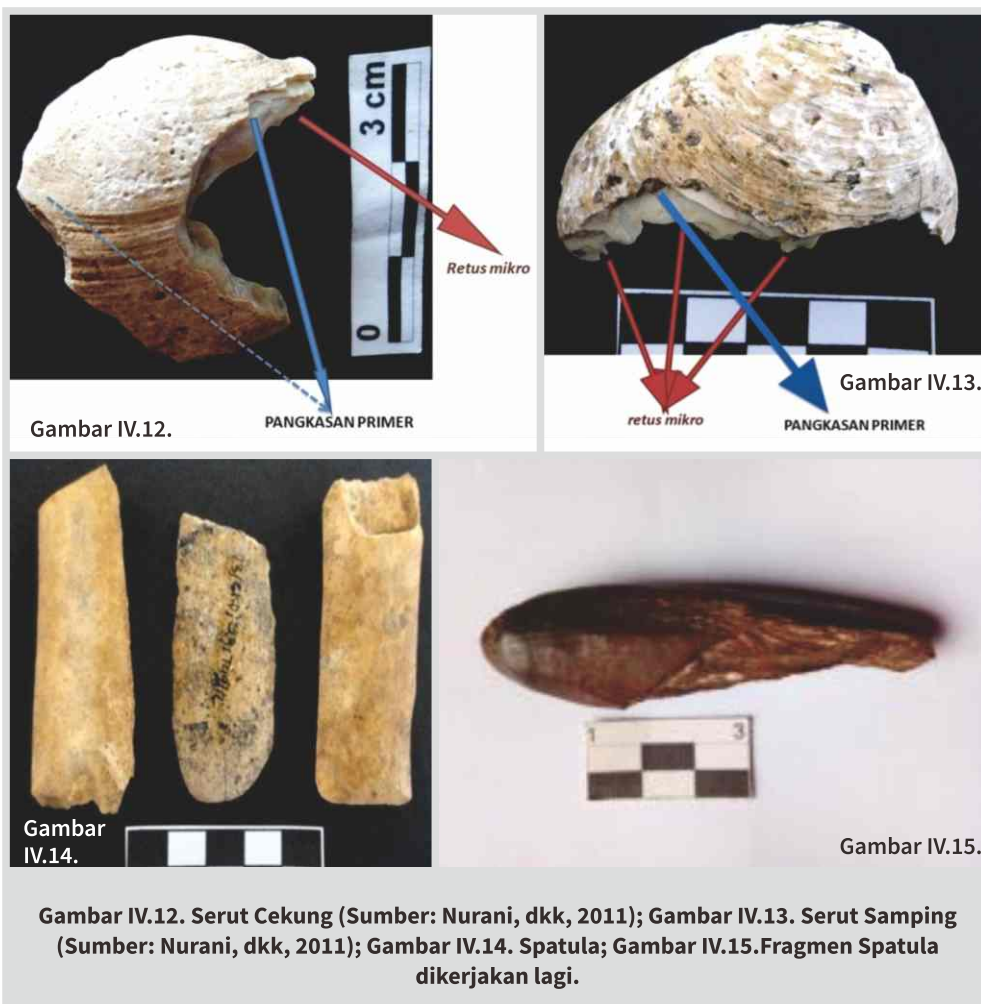 3 cm
0
Retus mikro
PANGKASAN PRIMER
Gambar IV.12.
Gambar IV.13.
retus mikro
PANGKASAN PRIMER
Gambar
IV.14.
1 3
Gambar IV.15.
Gambar IV.12. Serut Cekung (Sumber: Nurani, dkk, 2011); Gambar IV.13. Serut Samping
(Sumber: Nurani, dkk, 2011); Gambar IV.14. Spatula; Gambar IV.15.Fragmen Spatula
dikerjakan lagi.